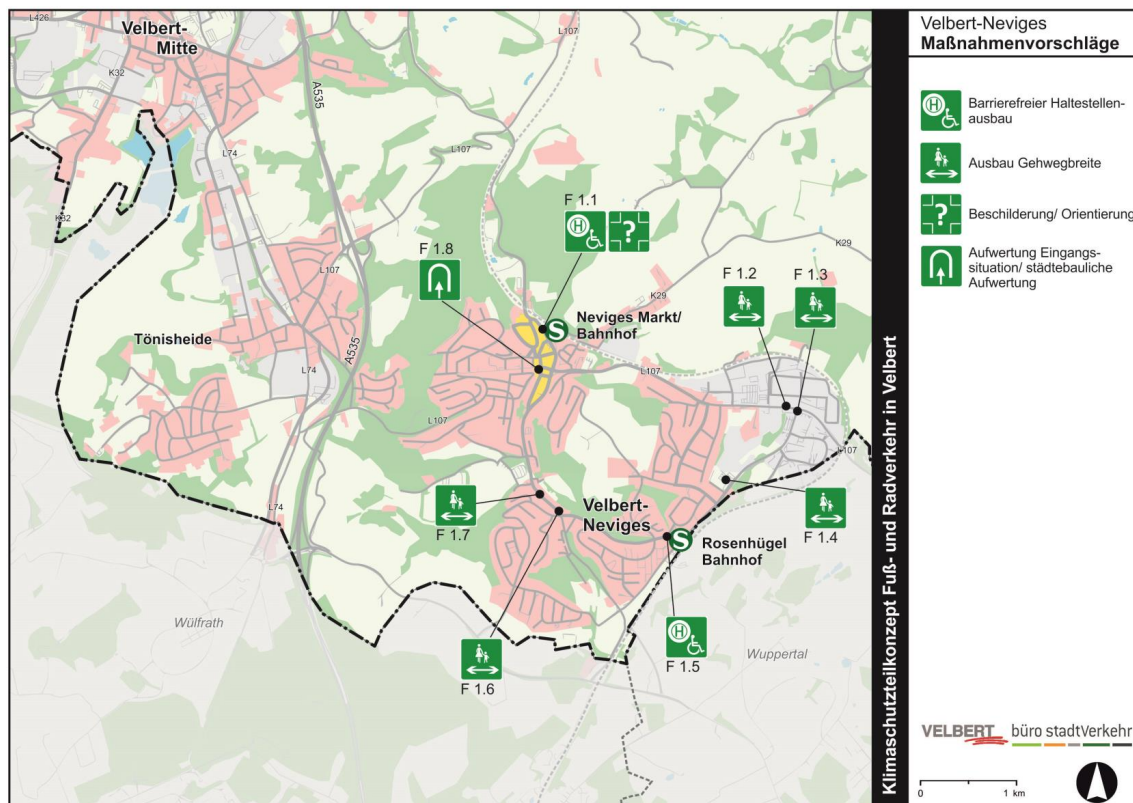 L426
Velbert-
Mitte
K32
A535
L107
L74
L107
K32
F 1.1
H
?
F 1.8
K29
L107
F 1.2
F 1.3
K29
S
Neviges Markt/
Bahnhof
Tönisheide
A535
L107
L74
L107
L107
L74
F 1.7
Velbert-
Neviges
S
Rosenhügel
Bahnhof
F 1.4
Wülfrath
H
F 1.5
F 1.6
Wuppertal
Klimaschutzteilkonzept Fuß- und Radverkehr in Velbert
Velbert-Neviges
Maßnahmenvorschläge
H
Barrierefreier Haltestellen-
ausbau
Ausbau Gehwegbreite
?
Beschilderung/ Orientierung
Aufwertung Eingangs-
situation/ städtebauliche
Aufwertung
VELBERT
büro stadtVerkehr
0 1 km